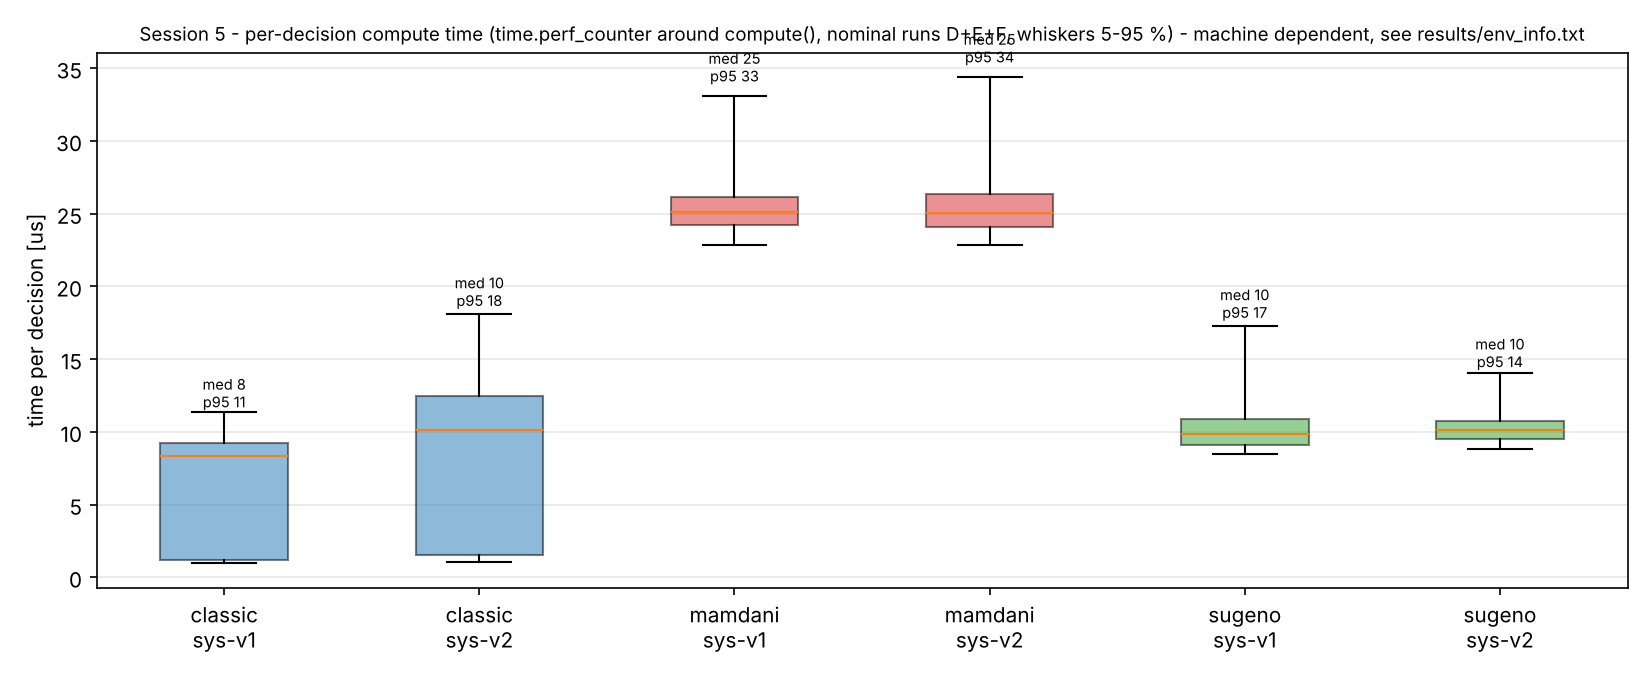 Session 5 - per-decision compute time (time.perf_counter around compute(), nominal runs D+E+F, whiskers 5-95 %) - machine dependent, see results/env_info.txt
time per decision [us]
35
30
25
20
15
10
5
0
med 8
p95 11
med 10
p95 18
med 25
p95 33
med 25
p95 34
med 10
p95 17
med 10
p95 14
classic
sys-v1
classic
sys-v2
mamdani
sys-v1
mamdani
sys-v2
sugeno
sys-v1
sugeno
sys-v2